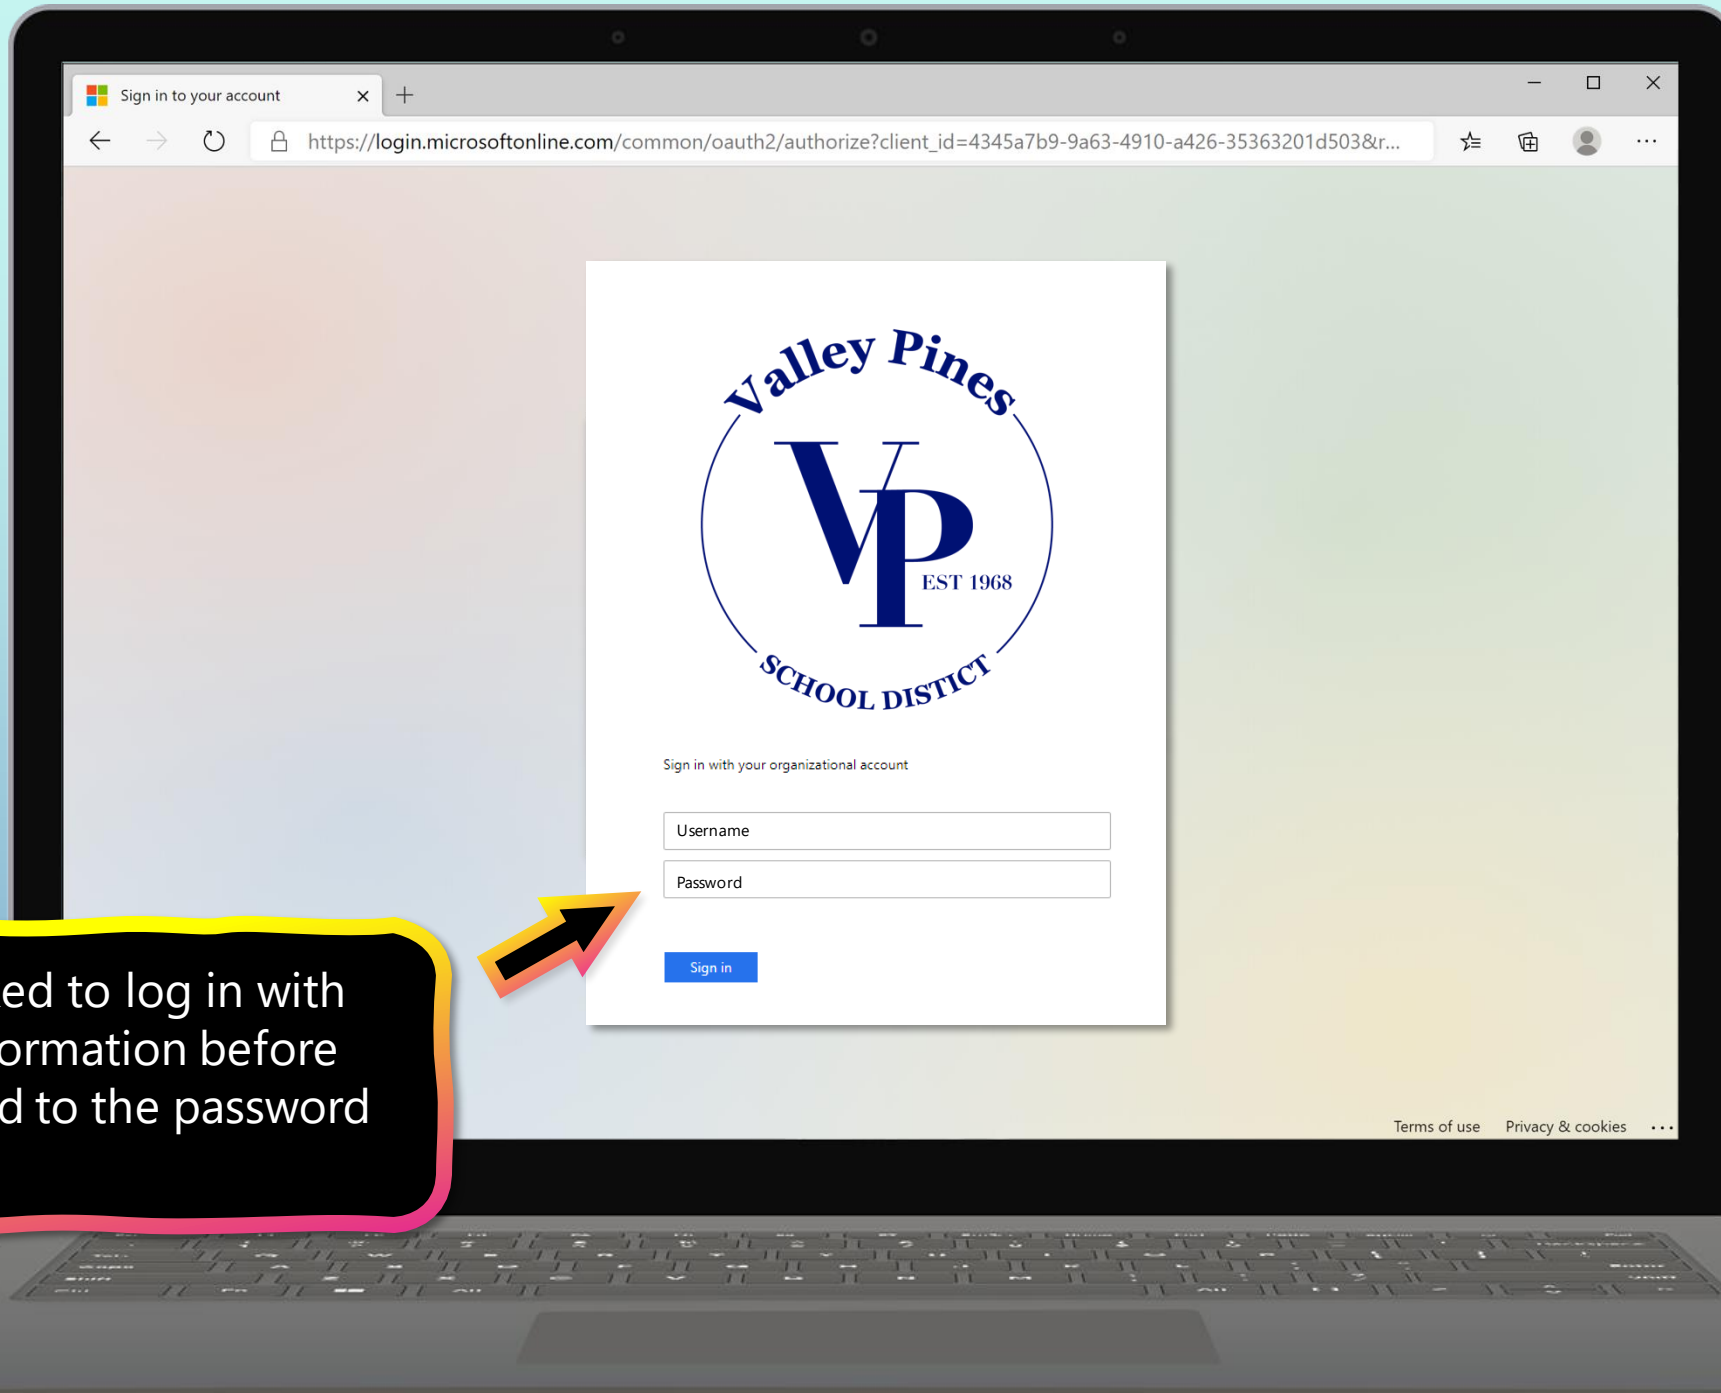 Sign in to your account
https://login.microsoftonline.com/common/oauth2/authorize?client_id=4345a7b9-9a63-4910-a426-35363201d503&r...
Valley Pines
VP
EST 1968
SCHOOL DISTICT
Sign in with your organizational account
Username
Password
Sign in
ed to log in with
ormation before
d to the password
Terms of use Privacy & cookies ...